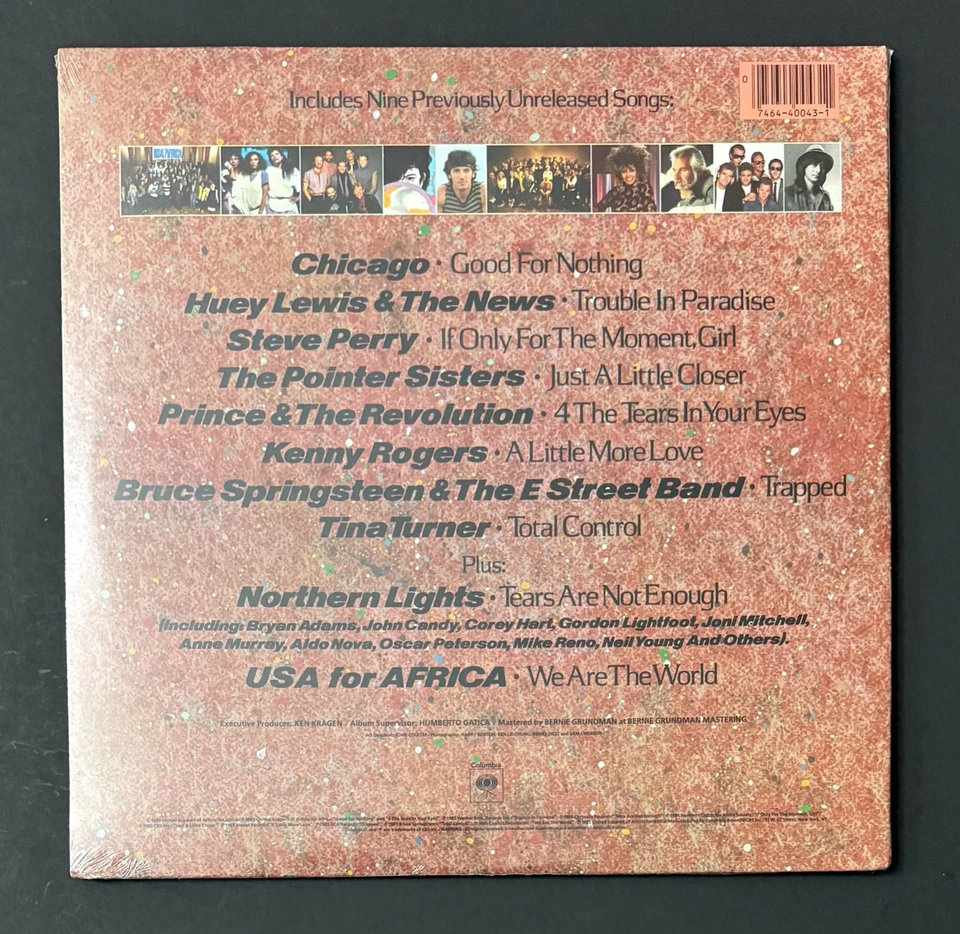 Includes Nine Previously Unreleased Songs:
0
7464-40043-1
Chicago · Good For Nothing
Huey Lewis & The News · Trouble In Paradise
Steve Perry · If Only For The Moment, Girl
The Pointer Sisters · Just A Little Closer
Prince & The Revolution · 4 The Tears In Your Eyes
Kenny Rogers · A Little More Love
Bruce Springsteen & The E Street Band · Trapped
Tina Turner · Total Control
Plus:
Northern Lights · Tears Are Not Enough
(Including: Bryan Adams, John Candy, Corey Hart, Gordon Lightfoot, Joni Mitchell,
Anne Murray, Aldo Nova, Oscar Peterson, Mike Reno, Neil Young And Others).
USA for AFRICA · We Are The World
Executive Producer: KEN KRAGEN Album Supervisor: HUMBERTO GATICA Mastered by BERNIE GRUNDMAN at BERNIE GRUNDMAN MASTERING
Columbia